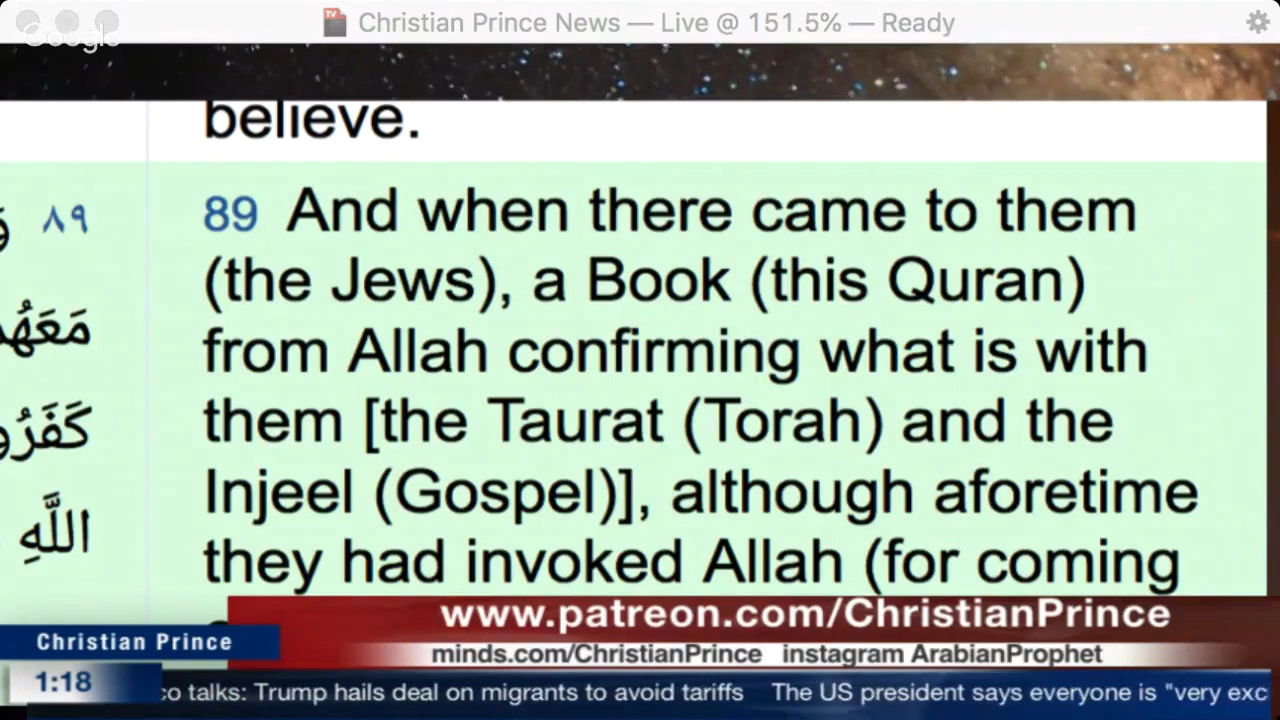 Christian Prince News — Live @ 151.5% — Ready
Google
believe.
89 And when there came to them
(the Jews), a Book (this Quran)
from Allah confirming what is with
them [the Taurat (Torah) and the
Injeel (Gospel)], although aforetime
they had invoked Allah (for coming
٨٩
اللَّهِ
www.patreon.com/ChristianPrince
minds.com/ChristianPrince instagram ArabianProphet
Christian Prince
1:18
co talks: Trump hails deal on migrants to avoid tariffs The US president says everyone is "very exc